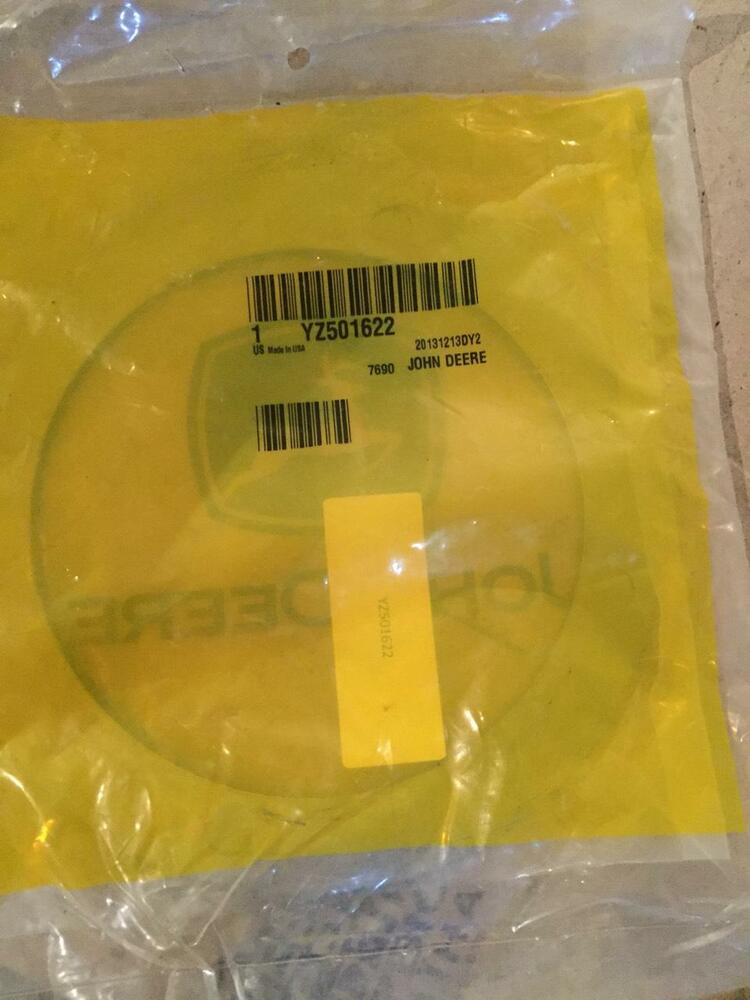 1 YZ501622
US Made In USA
20131213DY2
7690 JOHN DEERE
JOHN DEERE
YZ501622